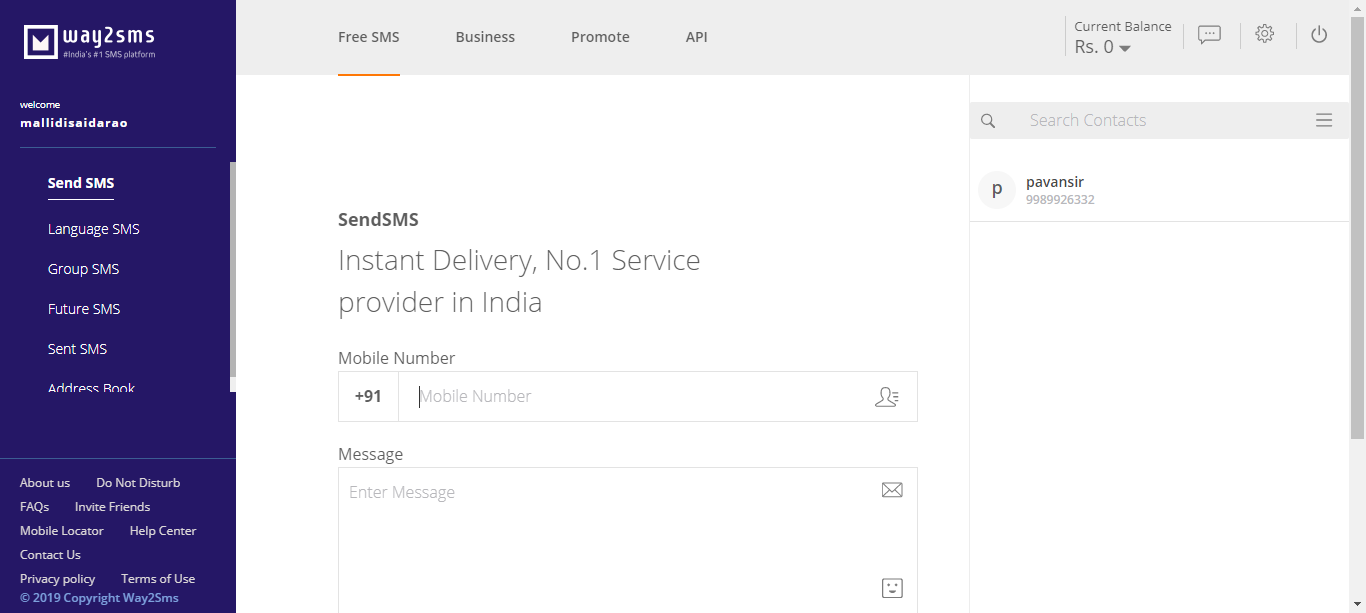 way2sms
#India's #1 SMS platform
welcome
mallidisaidarao
Send SMS
Language SMS
Group SMS
Future SMS
Sent SMS
Address Book
About us Do Not Disturb
FAQs Invite Friends
Mobile Locator Help Center
Contact Us
Privacy policy Terms of Use
© 2019 Copyright Way2Sms
Free SMS Business Promote API
Current Balance
Rs. 0
SendSMS
Instant Delivery, No.1 Service
provider in India
Mobile Number
+91 Mobile Number
Message
Enter Message
Search Contacts
p
pavansir
9989926332